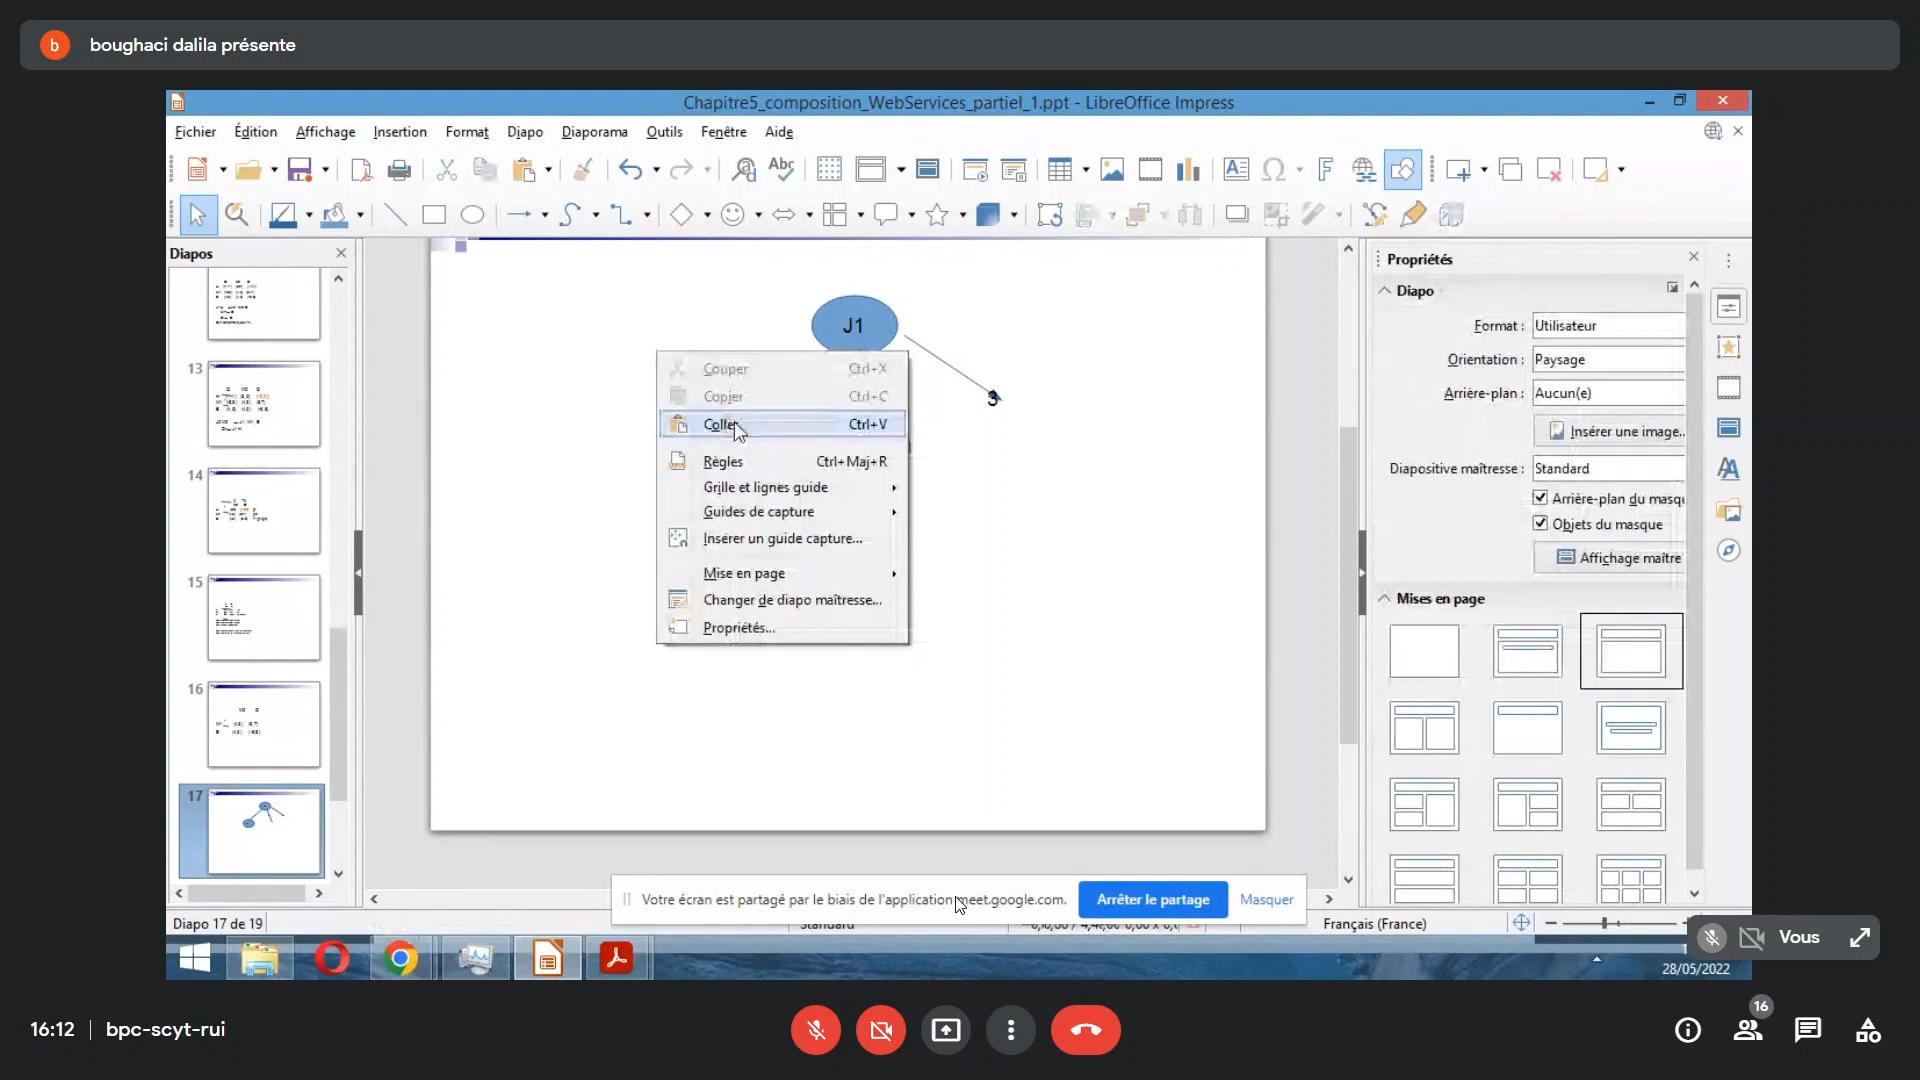 b
boughaci dalila présente
Chapitre5_composition_WebServices_partiel_1.ppt - LibreOffice Impress
Fichier Édition Affichage Insertion Format Diapo Diaporama Outils Fenêtre Aide
Abc
Diapos
13
14
15
16
17
J1
3
Couper Ctrl+X
Copier Ctrl+C
Coller Ctrl+V
Règles Ctrl+Maj+R
Grille et lignes guide
Guides de capture
Insérer un guide capture...
Mise en page
Changer de diapo maîtresse...
Propriétés...
Propriétés
Diapo
Format : Utilisateur
Orientation : Paysage
Arrière-plan : Aucun(e)
Insérer une image..
Diapositive maîtresse : Standard
Arrière-plan du masqu
Objets du masque
Affichage maître
Mises en page
Votre écran est partagé par le biais de l'application meet.google.com.
Arrêter le partage
Masquer
Diapo 17 de 19
Standard
Français (France)
Vous
28/05/2022
16:12
bpc-scyt-rui
16